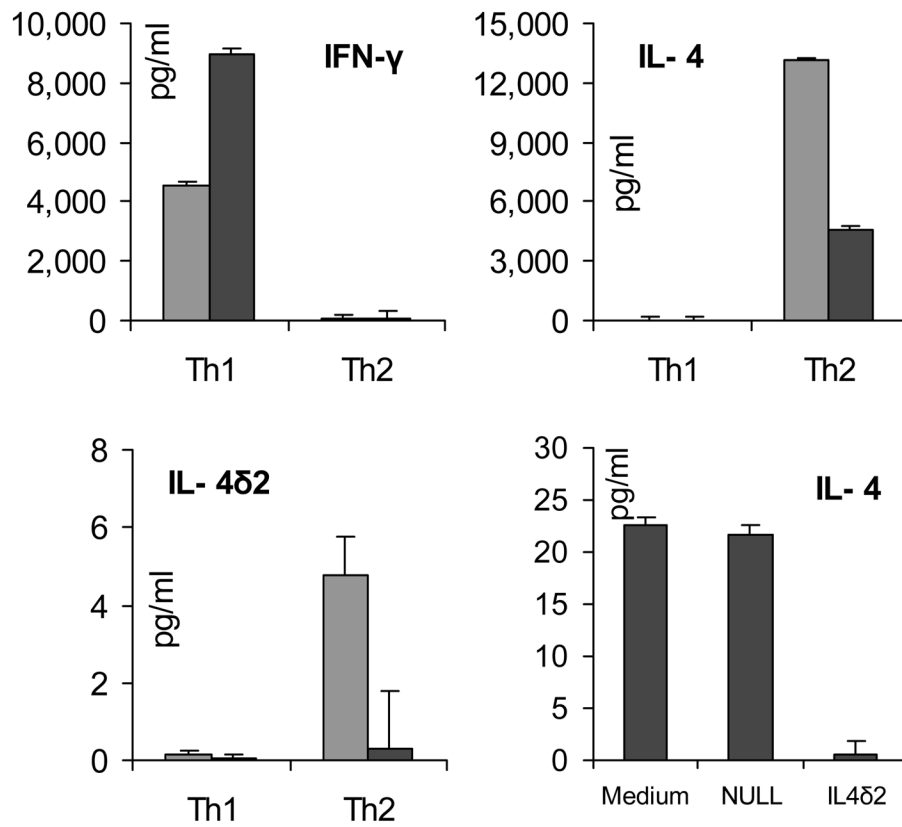 10,000
8,000
6,000
4,000
2,000
0
pg/ml
IFN-γ
Th1 Th2
15,000
13,000
9,000
6,000
3,000
0
pg/ml
IL- 4
Th1 Th2
8
6
4
2
0
pg/ml
IL- 4δ2
Th1 Th2
30
25
20
15
10
5
0
pg/ml
IL- 4
Medium NULL IL4δ2